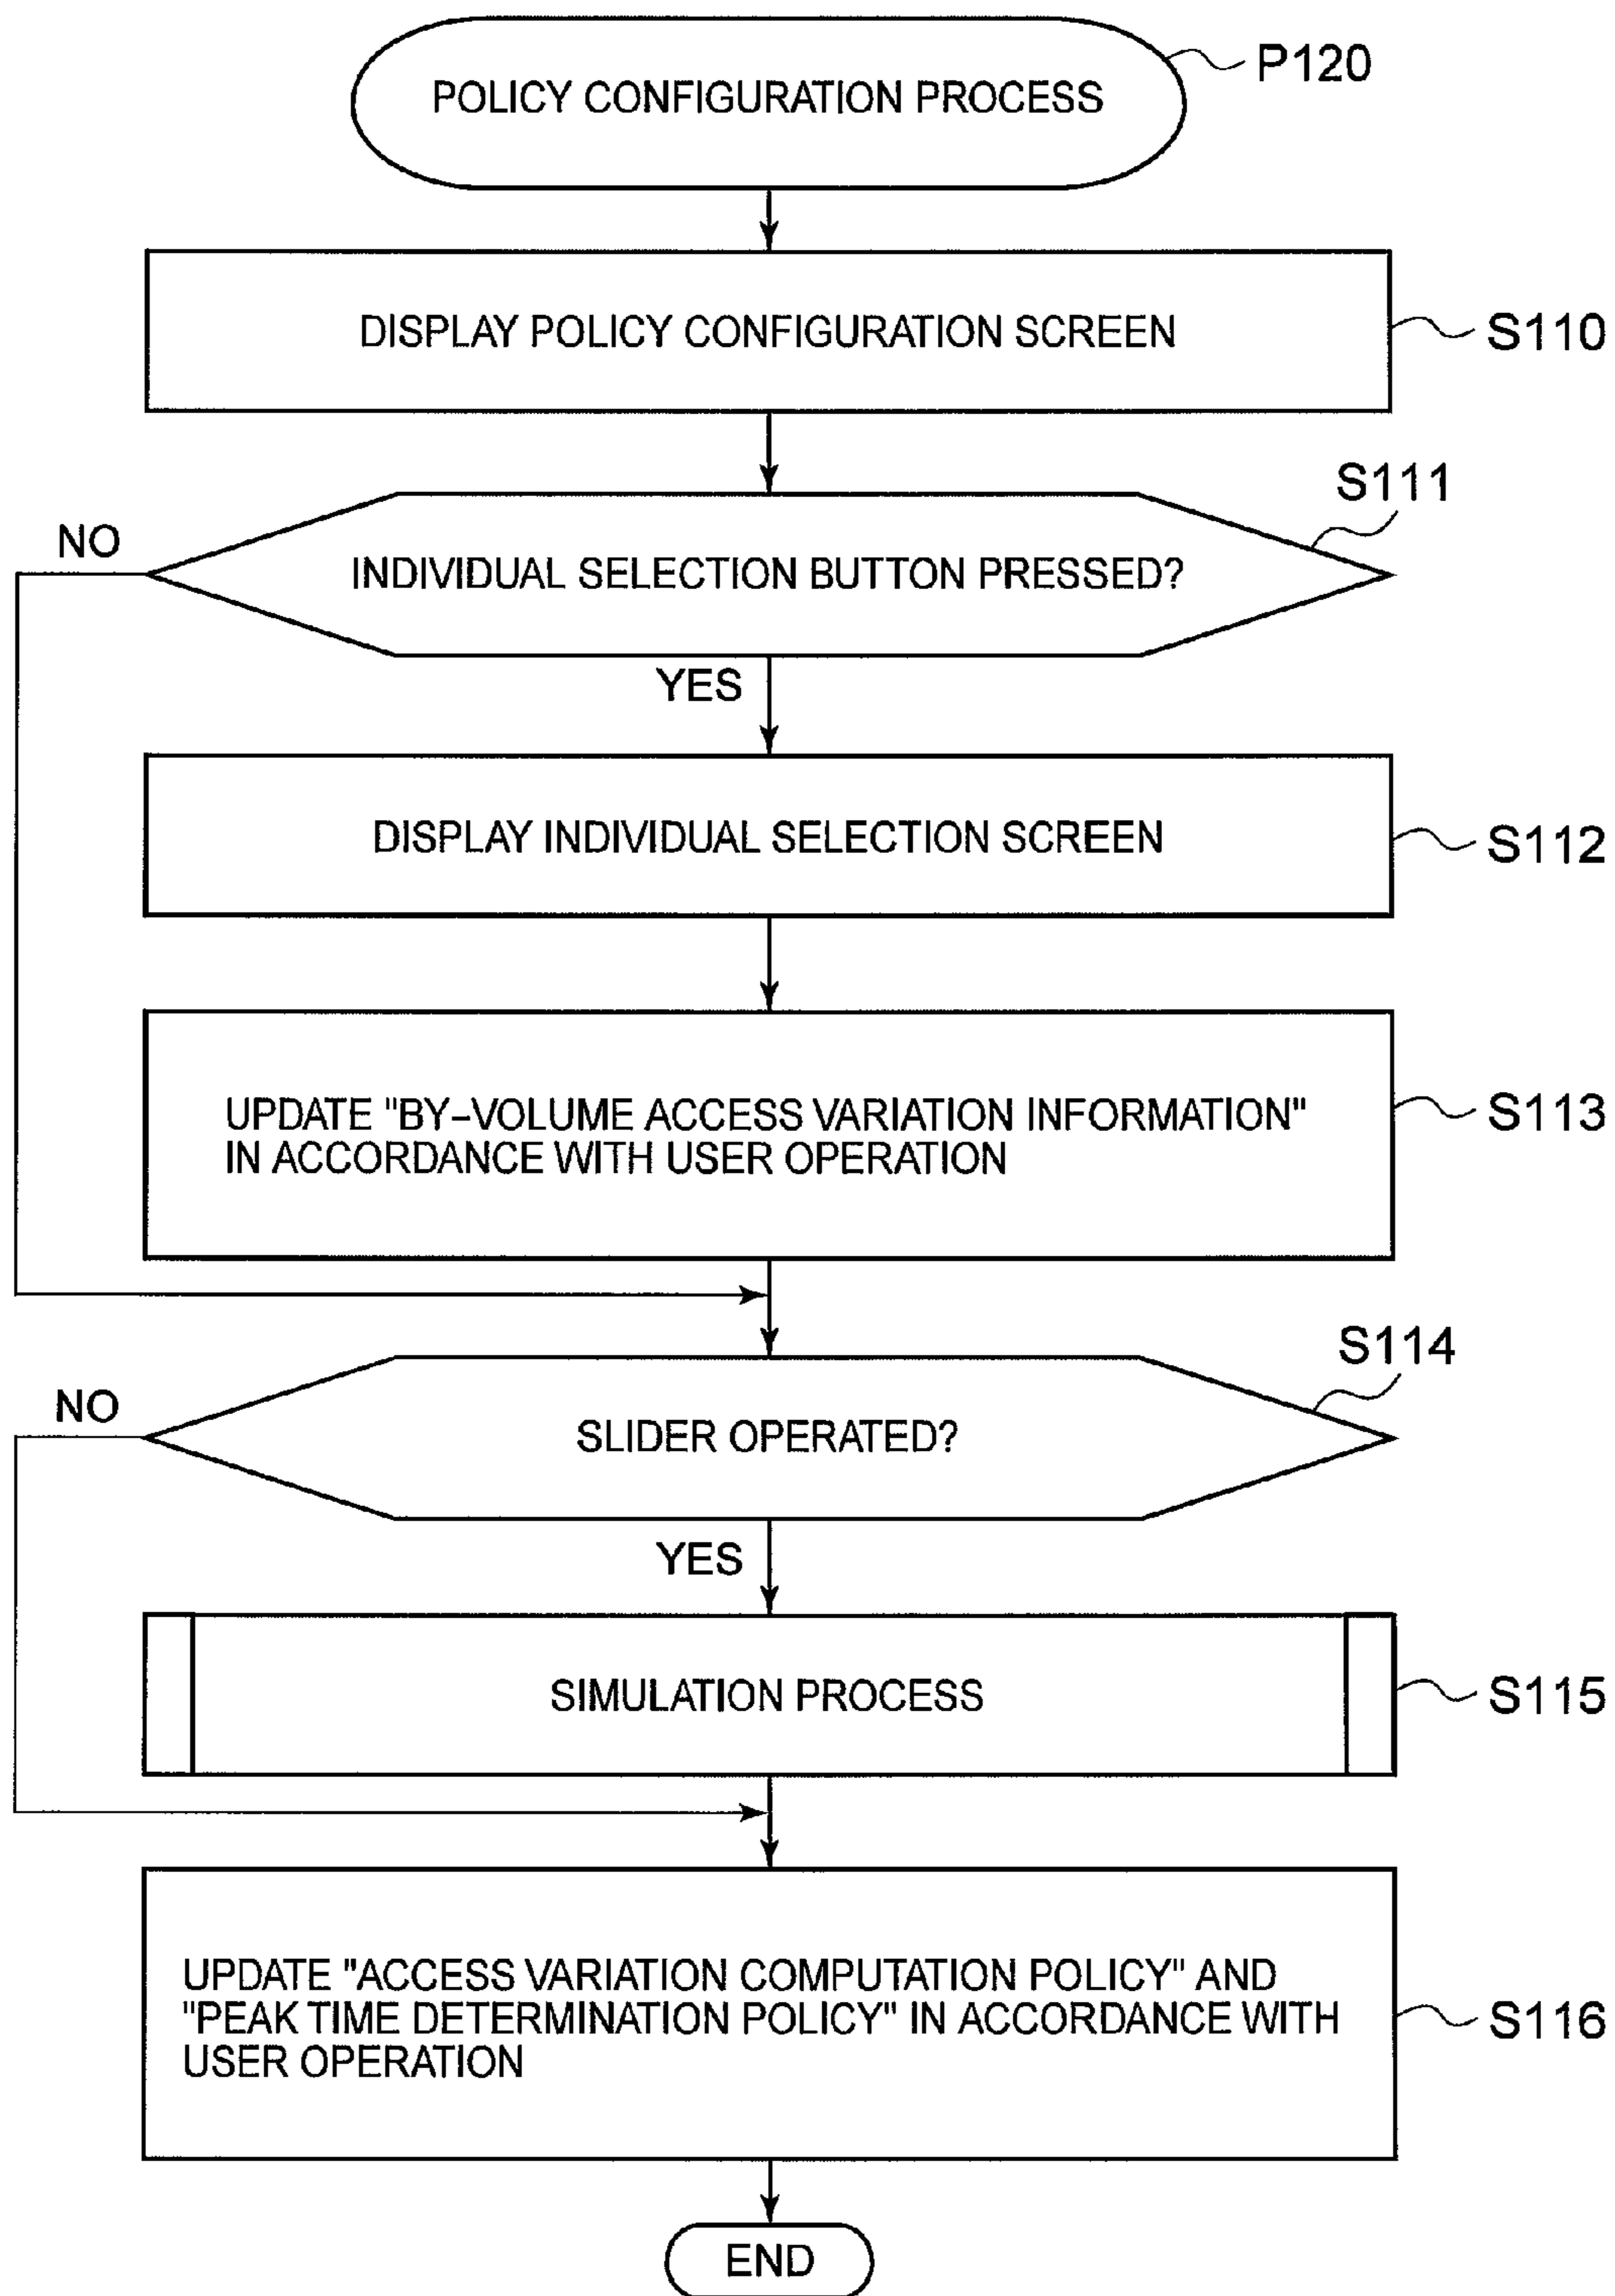 POLICY CONFIGURATION PROCESS
P120
DISPLAY POLICY CONFIGURATION SCREEN
S110
S111
NO
INDIVIDUAL SELECTION BUTTON PRESSED?
YES
DISPLAY INDIVIDUAL SELECTION SCREEN
S112
UPDATE "BY–VOLUME ACCESS VARIATION INFORMATION"
IN ACCORDANCE WITH USER OPERATION
S113
S114
NO
SLIDER OPERATED?
YES
SIMULATION PROCESS
S115
UPDATE "ACCESS VARIATION COMPUTATION POLICY" AND
"PEAK TIME DETERMINATION POLICY" IN ACCORDANCE WITH
USER OPERATION
S116
END